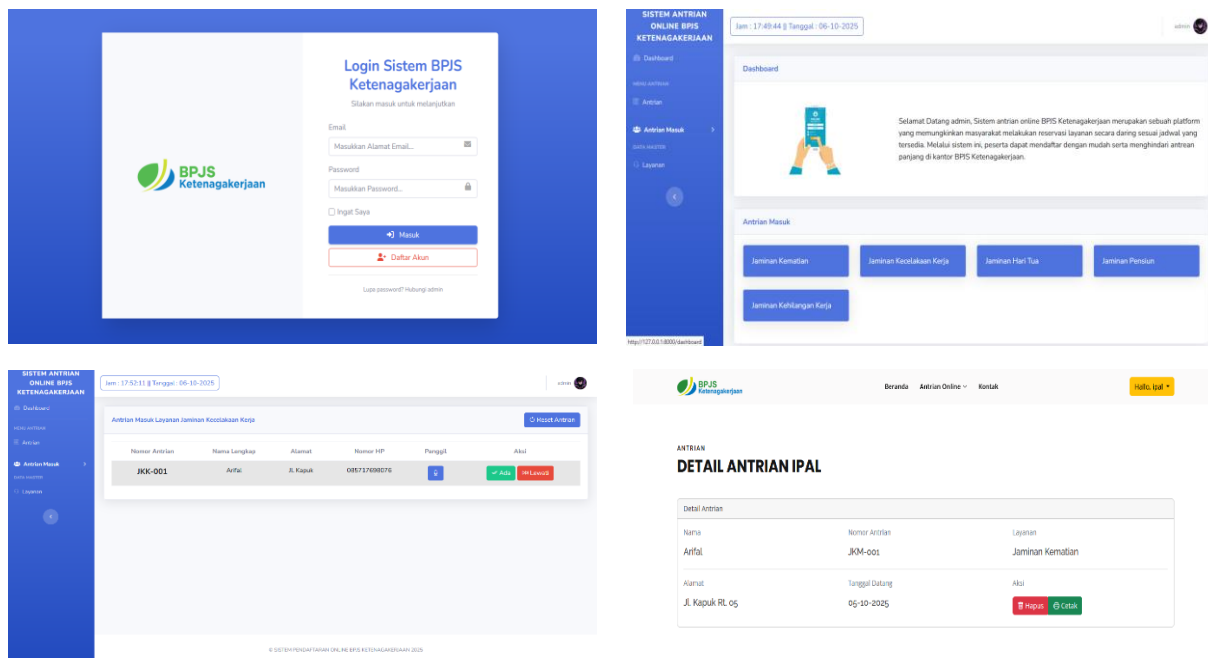 BPJS
Ketenagakerjaan
Login Sistem BPJS
Ketenagakerjaan
Silakan masuk untuk melanjutkan
Email
Masukkan Alamat Email...
Password
Masukkan Password...
Ingat Saya
Masuk
Daftar Akun
Lupa password? Hubungi admin
SISTEM ANTRIAN
ONLINE BPJS
KETENAGAKERJAAN
Dashboard
MENU ANTRIAN
Antrian
Antrian Masuk
DATA MASTER
Layanan
Jam : 17:49:44 || Tanggal : 06-10-2025
admin
Dashboard
Selamat Datang admin, Sistem antrian online BPJS Ketenagakerjaan merupakan sebuah platform
yang memungkinkan masyarakat melakukan reservasi layanan secara daring sesuai jadwal yang
tersedia. Melalui sistem ini, peserta dapat mendaftar dengan mudah serta menghindari antrean
panjang di kantor BPJS Ketenagakerjaan.
Antrian Masuk
Jaminan Kematian
Jaminan Kecelakaan Kerja
Jaminan Hari Tua
Jaminan Pensiun
Jaminan Kehilangan Kerja
http://127.0.0.1:8000/dashboard
SISTEM ANTRIAN
ONLINE BPJS
KETENAGAKERJAAN
Dashboard
MENU ANTRIAN
Antrian
Antrian Masuk
DATA MASTER
Layanan
Jam : 17:52:11 || Tanggal : 06-10-2025
admin
Antrian Masuk Layanan Jaminan Kecelakaan Kerja
Reset Antrian
Nomor Antrian Nama Lengkap Alamat Nomor HP Panggil Aksi
JKK-001 Arifal Jl. Kapuk 085717698076 Ada Lewati
© SISTEM PENDAFTARAN ONLINE BPJS KETENAGAKERJAAN 2025
BPJS
Ketenagakerjaan
Beranda Antrian Online Kontak
Hallo, ipal
ANTRIAN
DETAIL ANTRIAN IPAL
Detail Antrian
Nama Nomor Antrian Layanan
Arifal JKM-001 Jaminan Kematian
Alamat Tanggal Datang Aksi
Jl. Kapuk Rt. 05 05-10-2025 Hapus Cetak